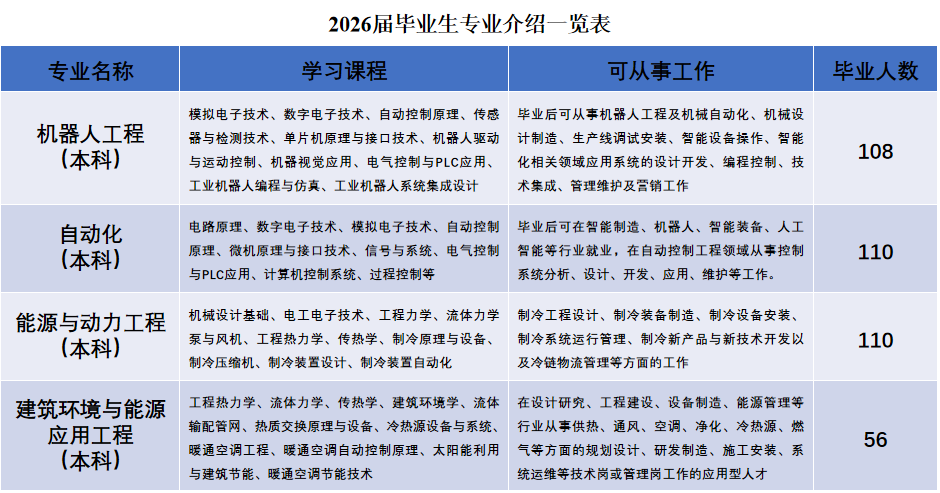 2026届毕业生专业介绍一览表
专业名称
学习课程
可从事工作
毕业人数
机器人工程
（本科）
模拟电子技术、数字电子技术、自动控制原理、传感
器与检测技术、单片机原理与接口技术、机器人驱动
与运动控制、机器视觉应用、电气控制与PLC应用、
工业机器人编程与仿真、工业机器人系统集成设计
毕业后可从事机器人工程及机械自动化、机械设
计制造、生产线调试安装、智能设备操作、智能
化相关领域应用系统的设计开发、编程控制、技
术集成、管理维护及营销工作
108
自动化
（本科）
电路原理、数字电子技术、模拟电子技术、自动控制
原理、微机原理与接口技术、信号与系统、电气控制
与PLC应用、计算机控制系统、过程控制等
毕业后可在智能制造、机器人、智能装备、人工
智能等行业就业，在自动控制工程领域从事控制
系统分析、设计、开发、应用、维护等工作。
110
能源与动力工程
（本科）
机械设计基础、电工电子技术、工程力学、流体力学
泵与风机、工程热力学、传热学、制冷原理与设备、
制冷压缩机、制冷装置设计、制冷装置自动化
制冷工程设计、制冷装备制造、制冷设备安装、
制冷系统运行管理、制冷新产品与新技术开发以
及冷链物流管理等方面的工作
110
建筑环境与能源
应用工程
（本科）
工程热力学、流体力学、传热学、建筑环境学、流体
输配管网、热质交换原理与设备、冷热源设备与系统、
暖通空调工程、暖通空调自动控制原理、太阳能利用
与建筑节能、暖通空调节能技术
在设计研究、工程建设、设备制造、能源管理等
行业从事供热、通风、空调、净化、冷热源、燃
气等方面的规划设计、研发制造、施工安装、系
统运维等技术岗或管理岗工作的应用型人才
56